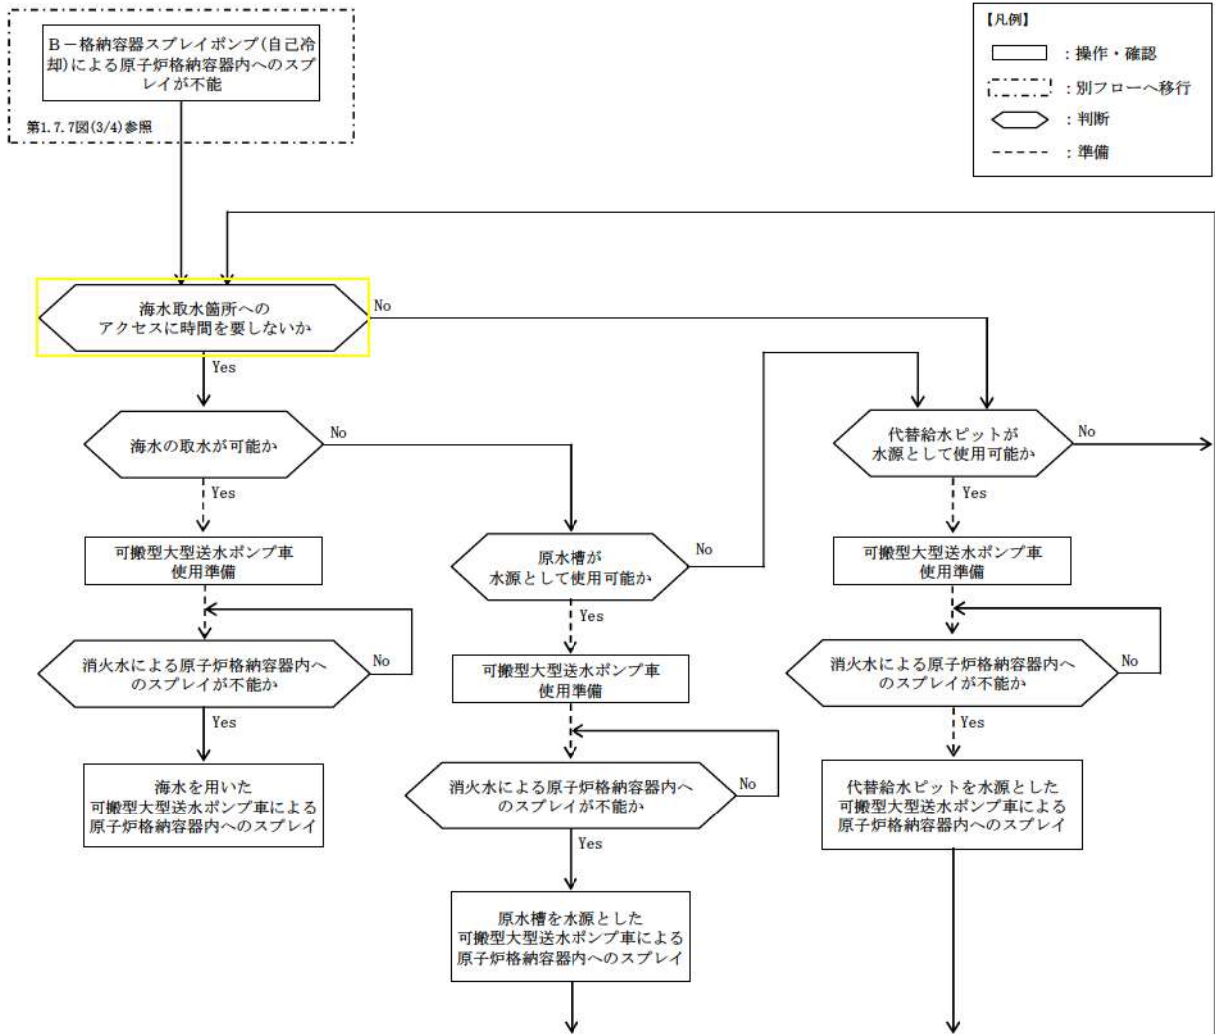 B－格納容器スプレイポンプ(自己冷
却)による原子炉格納容器内へのスプ
レイが不能
第1.7.7図(3/4)参照
【凡例】
：操作・確認
：別フローへ移行
：判断
：準備
海水取水箇所への
アクセスに時間を要しないか
No
Yes
海水の取水が可能か
No
Yes
可搬型大型送水ポンプ車
使用準備
消火水による原子炉格納容器内へ
のスプレイが不能か
No
Yes
海水を用いた
可搬型大型送水ポンプ車による
原子炉格納容器内へのスプレイ
原水槽が
水源として使用可能か
No
Yes
可搬型大型送水ポンプ車
使用準備
消火水による原子炉格納容器内へ
のスプレイが不能か
No
Yes
原水槽を水源とした
可搬型大型送水ポンプ車による
原子炉格納容器内へのスプレイ
代替給水ピットが
水源として使用可能か
No
Yes
可搬型大型送水ポンプ車
使用準備
消火水による原子炉格納容器内へ
のスプレイが不能か
No
Yes
代替給水ピットを水源とした
可搬型大型送水ポンプ車による
原子炉格納容器内へのスプレイ